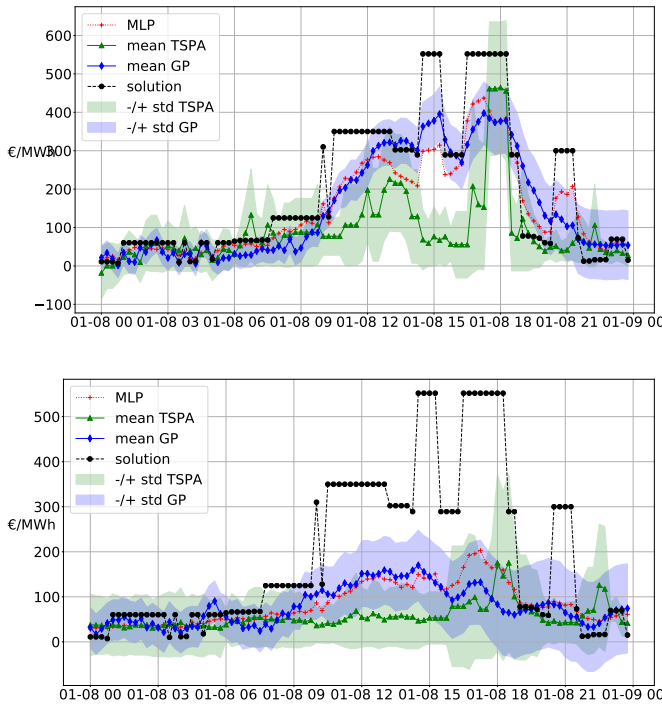 600
500
400
€/MWh
300
200
100
0
−100
MLP
mean TSPA
mean GP
solution
-/+ std TSPA
-/+ std GP
01-08 00 01-08 03 01-08 06 01-08 09 01-08 12 01-08 15 01-08 18 01-08 21 01-09 00
500
400
300
€/MWh
200
100
0
MLP
mean TSPA
mean GP
solution
-/+ std TSPA
-/+ std GP
01-08 00 01-08 03 01-08 06 01-08 09 01-08 12 01-08 15 01-08 18 01-08 21 01-09 00